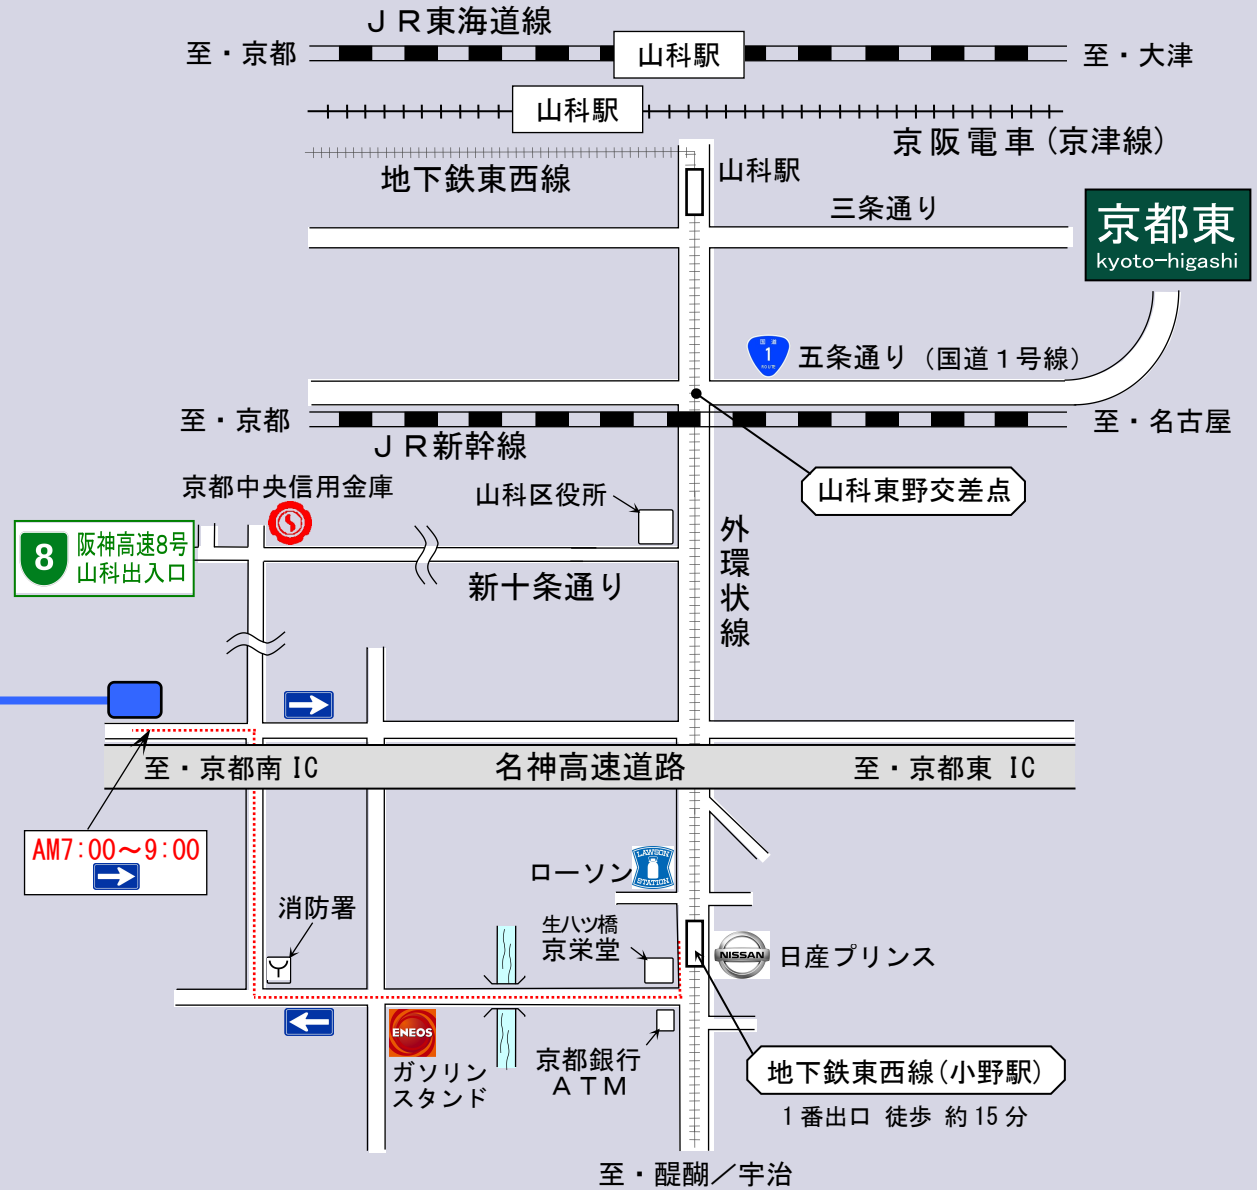 ＪＲ東海道線
至・京都
山科駅
至・大津
山科駅
京阪電車(京津線)
地下鉄東西線
山科駅
三条通り
京都東
kyoto-higashi
国道
1
ROUTE
五条通り（国道１号線）
至・京都
ＪＲ新幹線
至・名古屋
京都中央信用金庫
山科区役所
山科東野交差点
8
阪神高速8号
山科出入口
外環状線
新十条通り
至・京都南 IC
名神高速道路
至・京都東 IC
AM7:00〜9:00
LAWSON
STATION
ローソン
消防署
生八ツ橋
京栄堂
NISSAN
日産プリンス
ENEOS
ガソリン
スタンド
京都銀行
ＡＴＭ
地下鉄東西線(小野駅)
1番出口 徒歩 約15分
至・醍醐／宇治